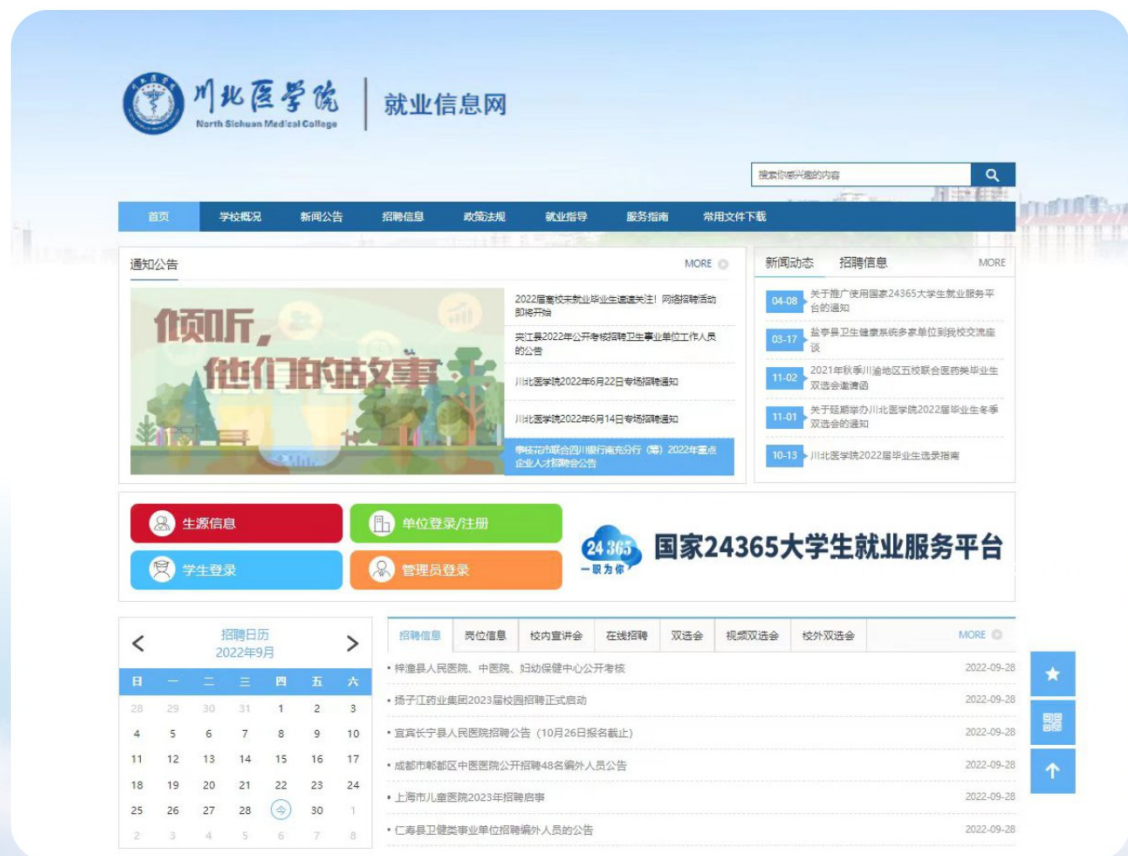 川北医学院
North Sichuan Medical College
就业信息网
搜索你感兴趣的内容
首页 学校概况 新闻公告 招聘信息 政策法规 就业指导 服务指南 常用文件下载
通知公告 MORE
倾听，
他们的故事
2022届高校未就业毕业生速速关注！网络招聘活动
即将开始
夹江县2022年公开考核招聘卫生事业单位工作人员
的公告
川北医学院2022年6月22日专场招聘通知
川北医学院2022年6月14日专场招聘通知
攀枝花市联合四川银行南充分行（筹）2022年重点
企业人才招聘会公告
新闻动态 招聘信息 MORE
04-08 关于推广使用国家24365大学生就业服务平
台的通知
03-17 盐亭县卫生健康系统多家单位到我校交流座
谈
11-02 2021年秋季川渝地区五校联合医药类毕业生
双选会邀请函
11-01 关于延期举办川北医学院2022届毕业生冬季
双选会的通知
10-13 川北医学院2022届毕业生选录指南
生源信息 单位登录/注册
学生登录 管理员登录
24 365
一职为你
国家24365大学生就业服务平台
招聘日历
2022年9月
日 一 二 三 四 五 六
28 29 30 31 1 2 3
4 5 6 7 8 9 10
11 12 13 14 15 16 17
18 19 20 21 22 23 24
25 26 27 28 今 30 1
2 3 4 5 6 7 8
招聘信息 岗位信息 校内宣讲会 在线招聘 双选会 视频双选会 校外双选会 MORE
• 梓潼县人民医院、中医院、妇幼保健中心公开考核 2022-09-28
• 扬子江药业集团2023届校园招聘正式启动 2022-09-28
• 宜宾长宁县人民医院招聘公告（10月26日报名截止） 2022-09-28
• 成都市郫都区中医医院公开招聘48名编外人员公告 2022-09-28
• 上海市儿童医院2023年招聘启事 2022-09-28
• 仁寿县卫健类事业单位招聘编外人员的公告 2022-09-28